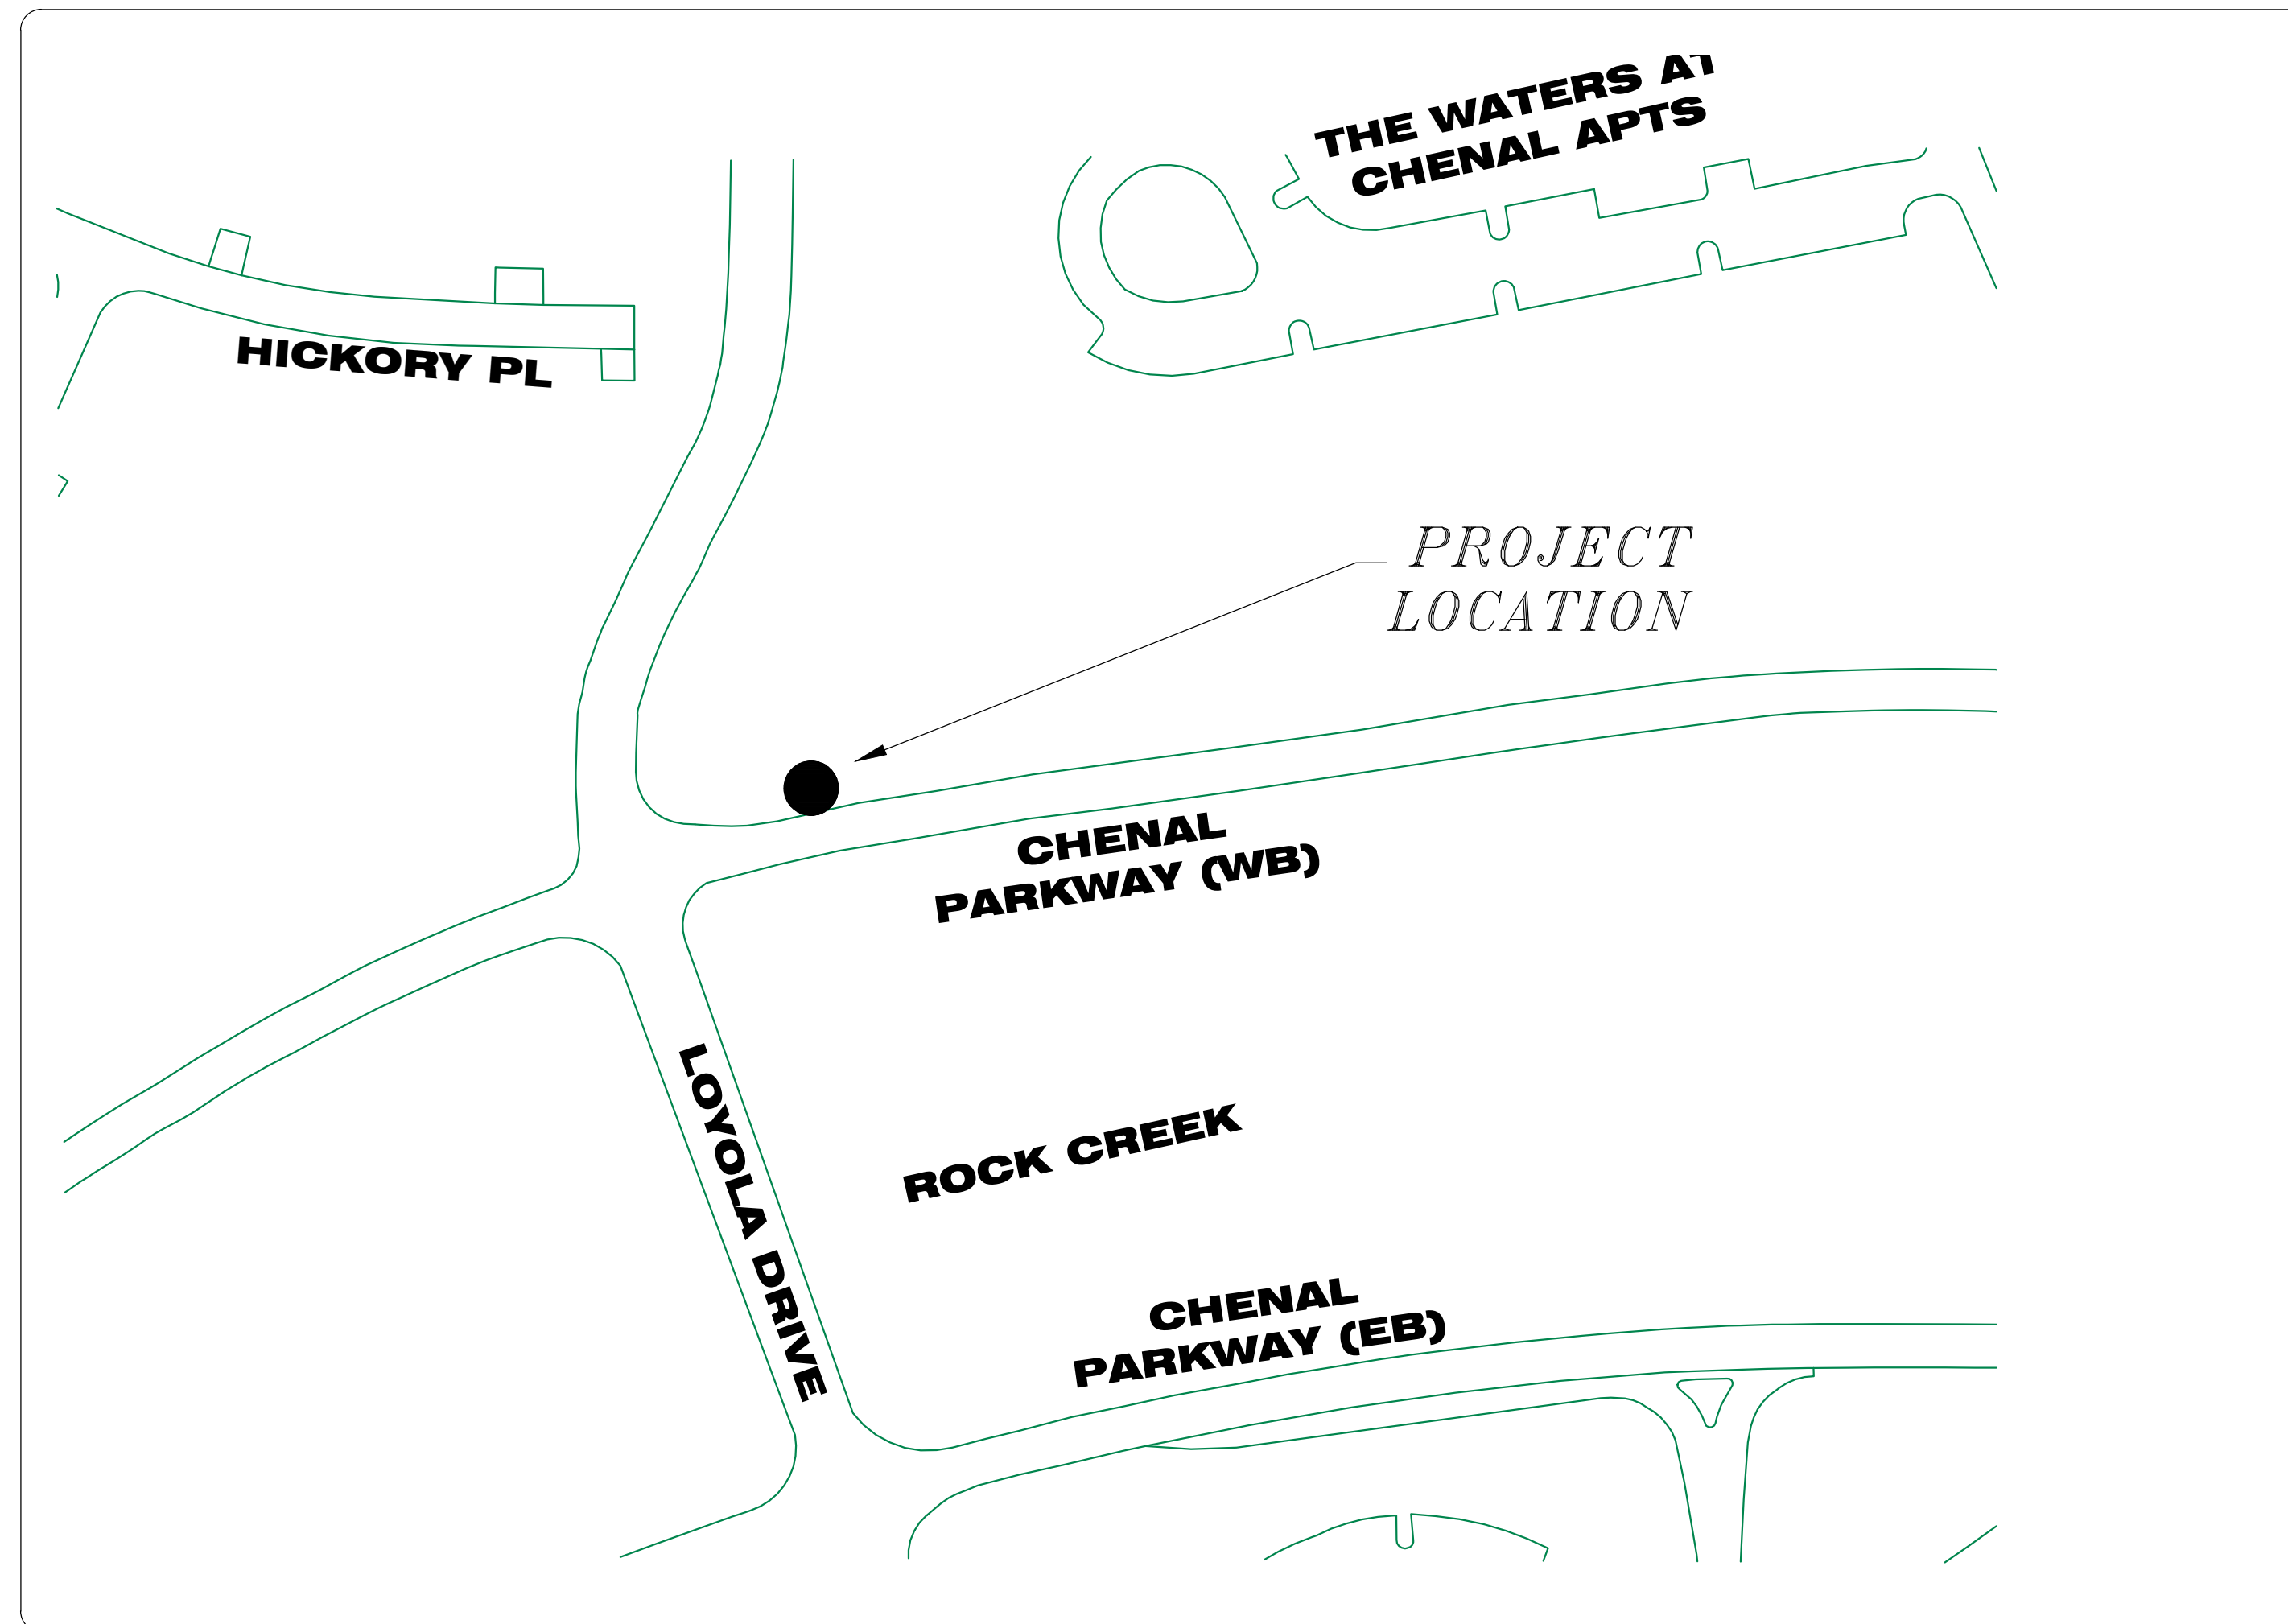 THE WATERS AT
CHENAL APTS
HICKORY PL
PROJECT
LOCATION
CHENAL
PARKWAY (WB)
LOYOLA DRIVE
ROCK CREEK
CHENAL
PARKWAY (EB)